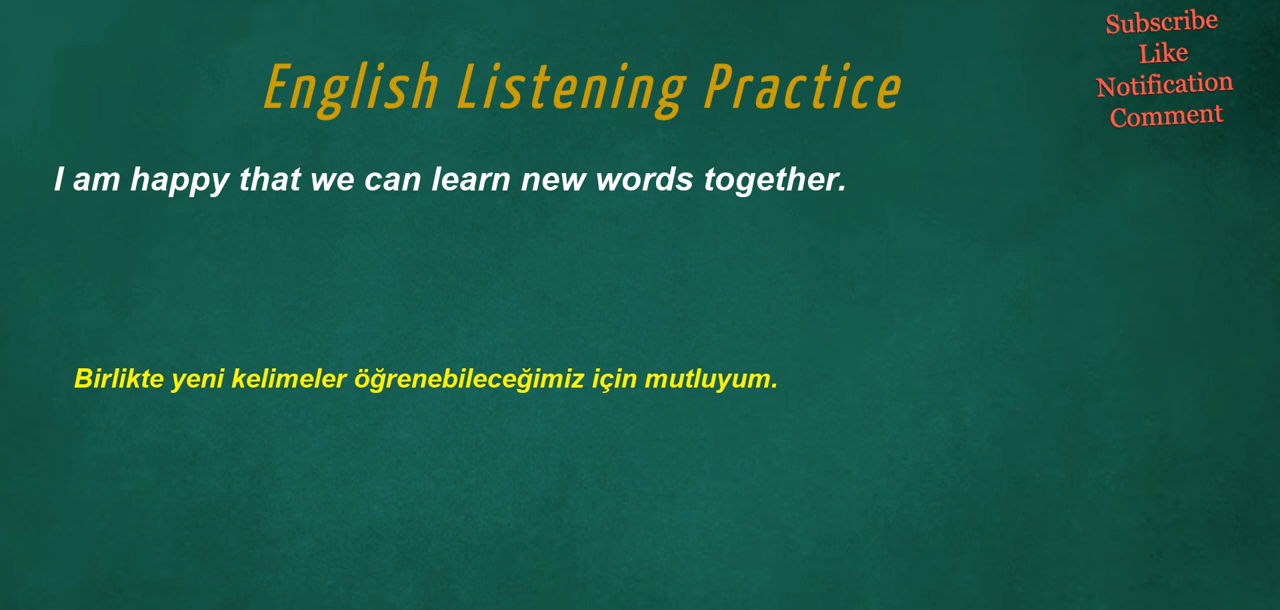 Subscribe
Like
Notification
Comment
English Listening Practice
I am happy that we can learn new words together.
Birlikte yeni kelimeler öğrenebileceğimiz için mutluyum.